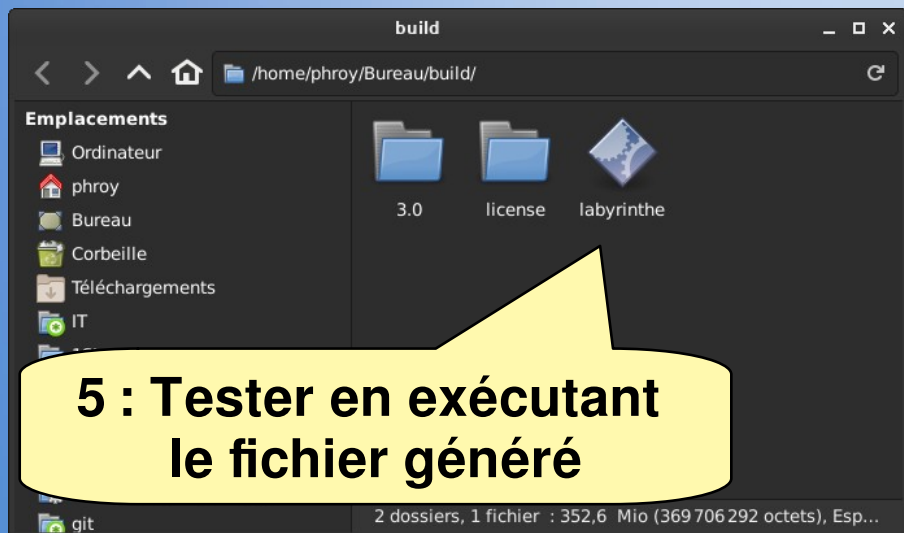 build
/home/phroy/Bureau/build/
Emplacements
Ordinateur
phroy
Bureau
Corbeille
Téléchargements
IT
3.0
license
labyrinthe
5 : Tester en exécutant
le fichier généré
git
2 dossiers, 1 fichier : 352,6 Mio (369 706 292 octets), Esp...